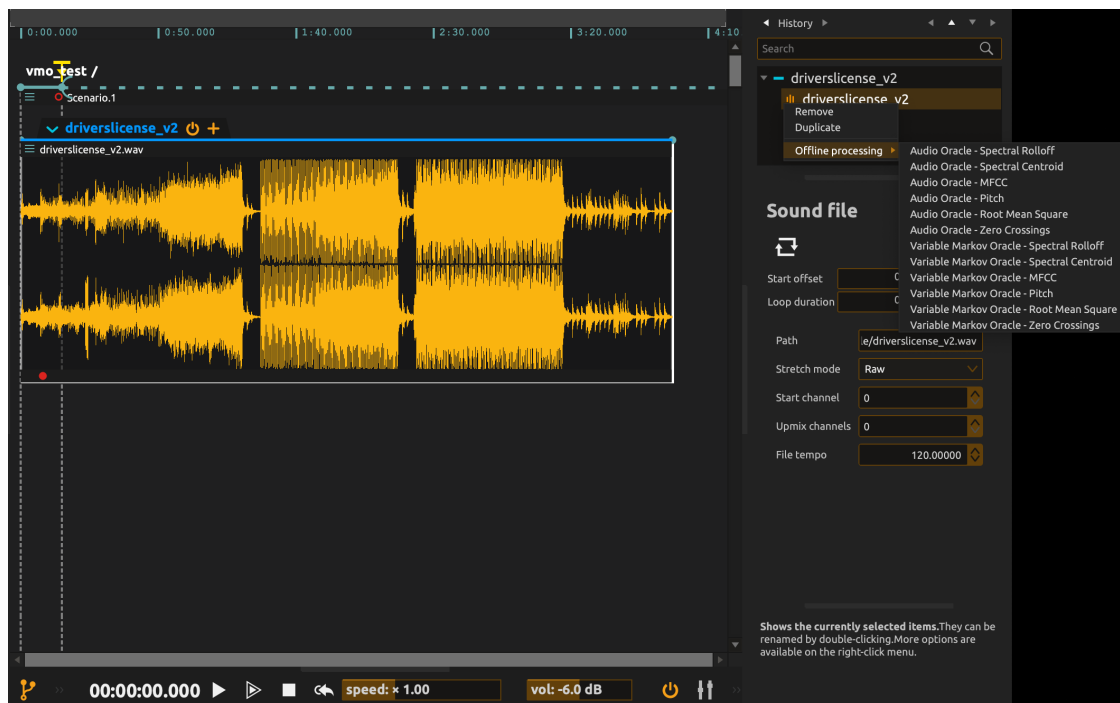 0:00.000 0:50.000 1:40.000 2:30.000 3:20.000 4:10
vmo_test /
Scenario.1
driverslicense_v2
driverslicense_v2.wav
00:00:00.000
speed: × 1.00
vol: -6.0 dB
History
Search
driverslicense_v2
driverslicense_v2
Remove
Duplicate
Offline processing
Audio Oracle - Spectral Rolloff
Audio Oracle - Spectral Centroid
Audio Oracle - MFCC
Audio Oracle - Pitch
Audio Oracle - Root Mean Square
Audio Oracle - Zero Crossings
Variable Markov Oracle - Spectral Rolloff
Variable Markov Oracle - Spectral Centroid
Variable Markov Oracle - MFCC
Variable Markov Oracle - Pitch
Variable Markov Oracle - Root Mean Square
Variable Markov Oracle - Zero Crossings
Sound file
Start offset 0
Loop duration 0
Path e/driverslicense_v2.wav
Stretch mode Raw
Start channel 0
Upmix channels 0
File tempo 120.00000
Shows the currently selected items.They can be
renamed by double-clicking.More options are
available on the right-click menu.